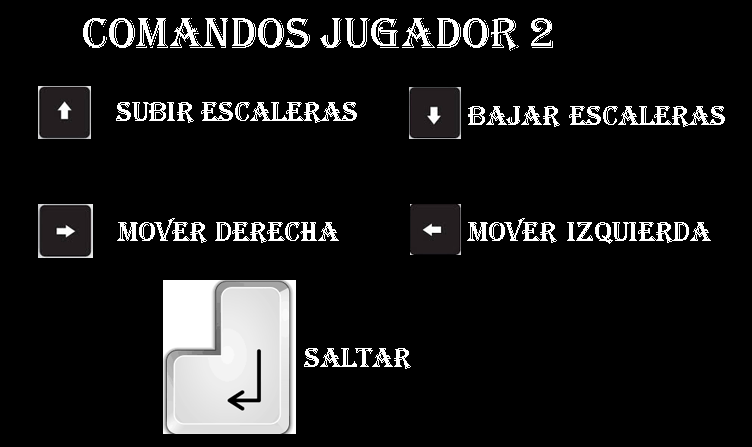 COMANDOS JUGADOR 2
SUBIR ESCALERAS
BAJAR ESCALERAS
MOVER DERECHA
MOVER IZQUIERDA
SALTAR